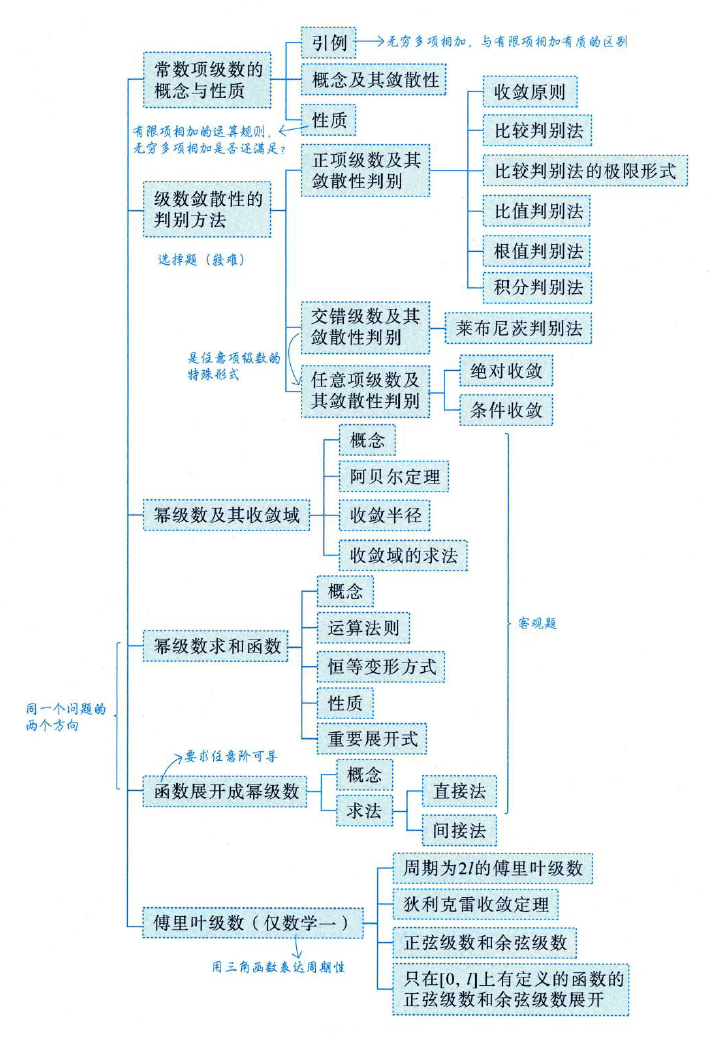 引例
无穷多项相加，与有限项相加有质的区别
常数项级数的
概念与性质
概念及其敛散性
性质
有限项相加的运算规则，
无穷多项相加是否还满足？
级数敛散性的
判别方法
选择题（较难）
正项级数及其
敛散性判别
收敛原则
比较判别法
比较判别法的极限形式
比值判别法
根值判别法
积分判别法
交错级数及其
敛散性判别
莱布尼茨判别法
是任意项级数的
特殊形式
任意项级数及
其敛散性判别
绝对收敛
条件收敛
幂级数及其收敛域
概念
阿贝尔定理
收敛半径
收敛域的求法
幂级数求和函数
概念
运算法则
恒等变形方式
性质
重要展开式
客观题
同一个问题的
两个方向
要求任意阶可导
函数展开成幂级数
概念
求法
直接法
间接法
傅里叶级数（仅数学一）
用三角函数表达周期性
周期为2l的傅里叶级数
狄利克雷收敛定理
正弦级数和余弦级数
只在[0, l]上有定义的函数的
正弦级数和余弦级数展开